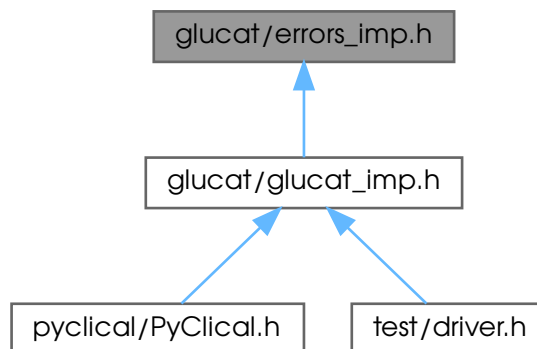 glucat/errors_imp.h
glucat/glucat_imp.h
pyclical/PyClical.h
test/driver.h